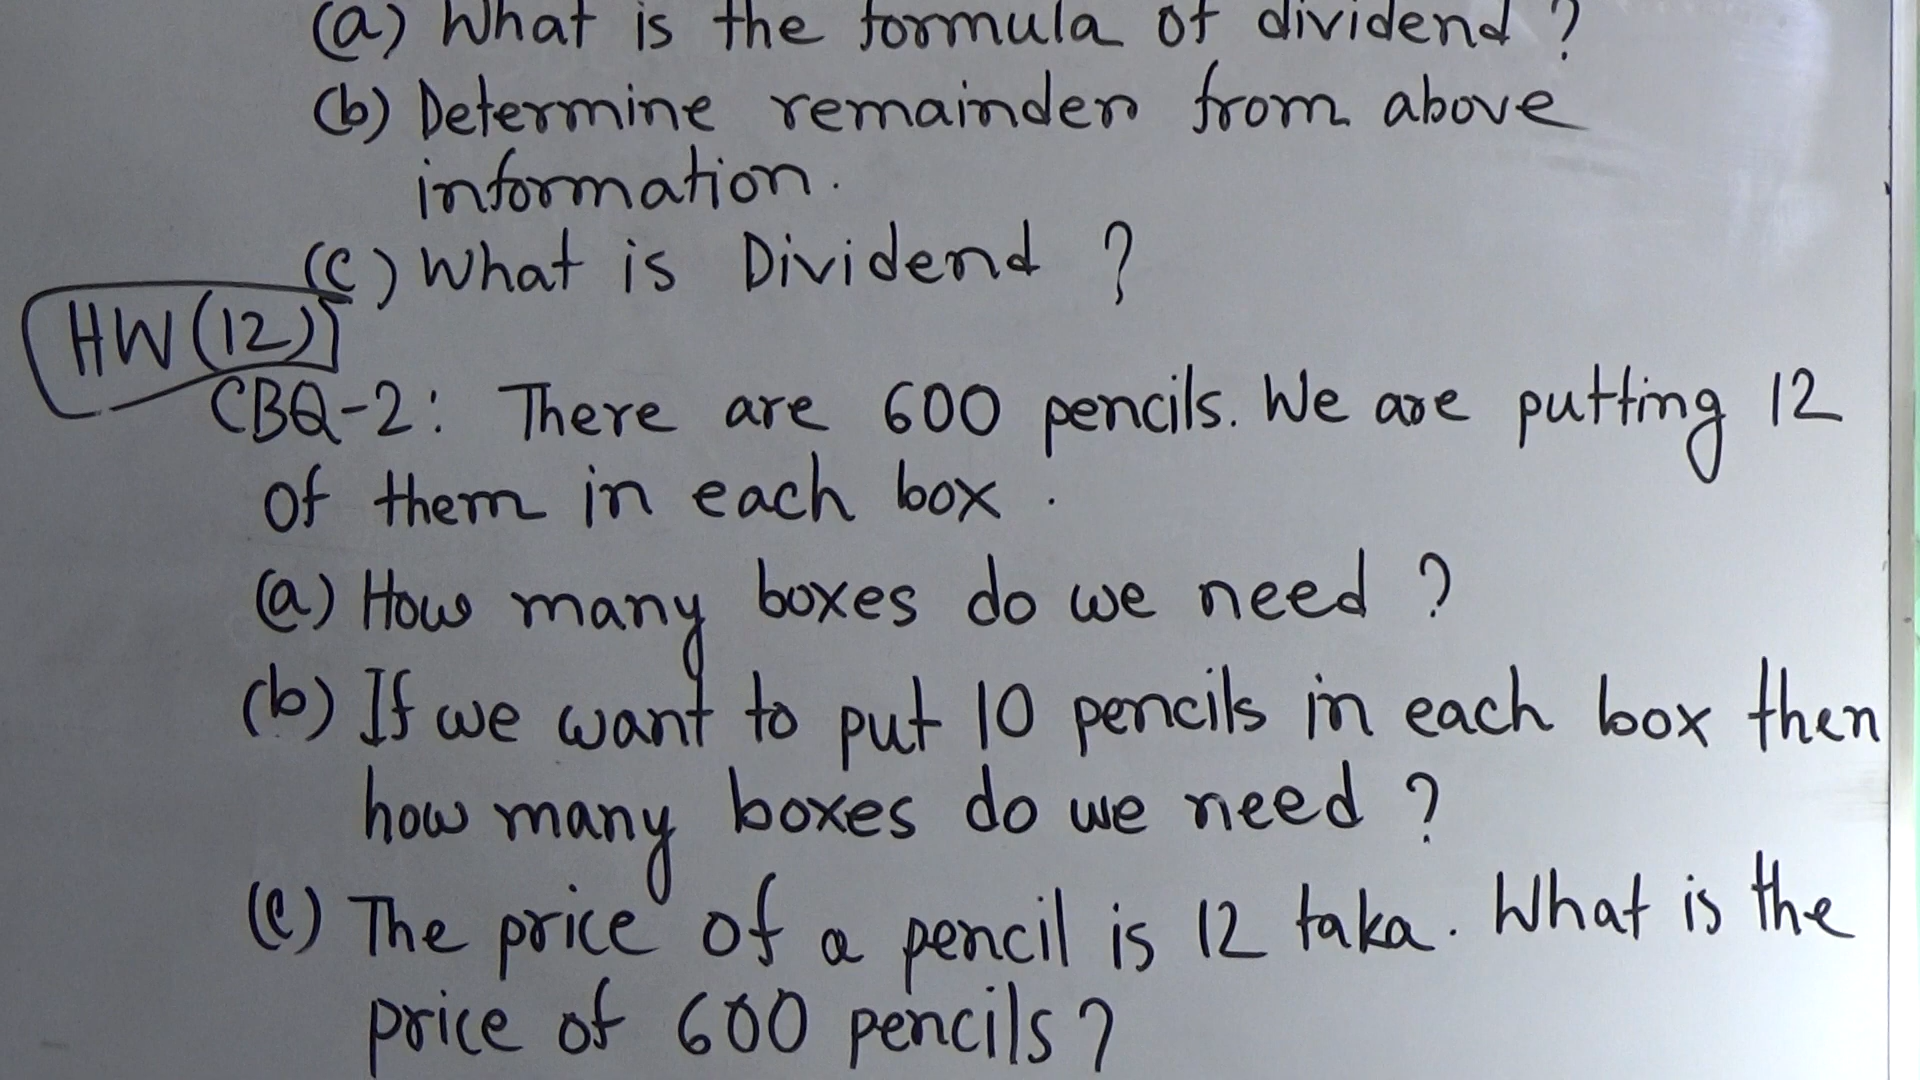 (a) What is the formula of dividend ?
(b) Determine remainder from above
information.
(c) What is Dividend ?
HW(12)
CBQ-2: There are 600 pencils. We are putting 12
of them in each box .
(a) How many boxes do we need ?
(b) If we want to put 10 pencils in each box then
how many boxes do we need ?
(c) The price of a pencil is 12 taka. What is the
price of 600 pencils?